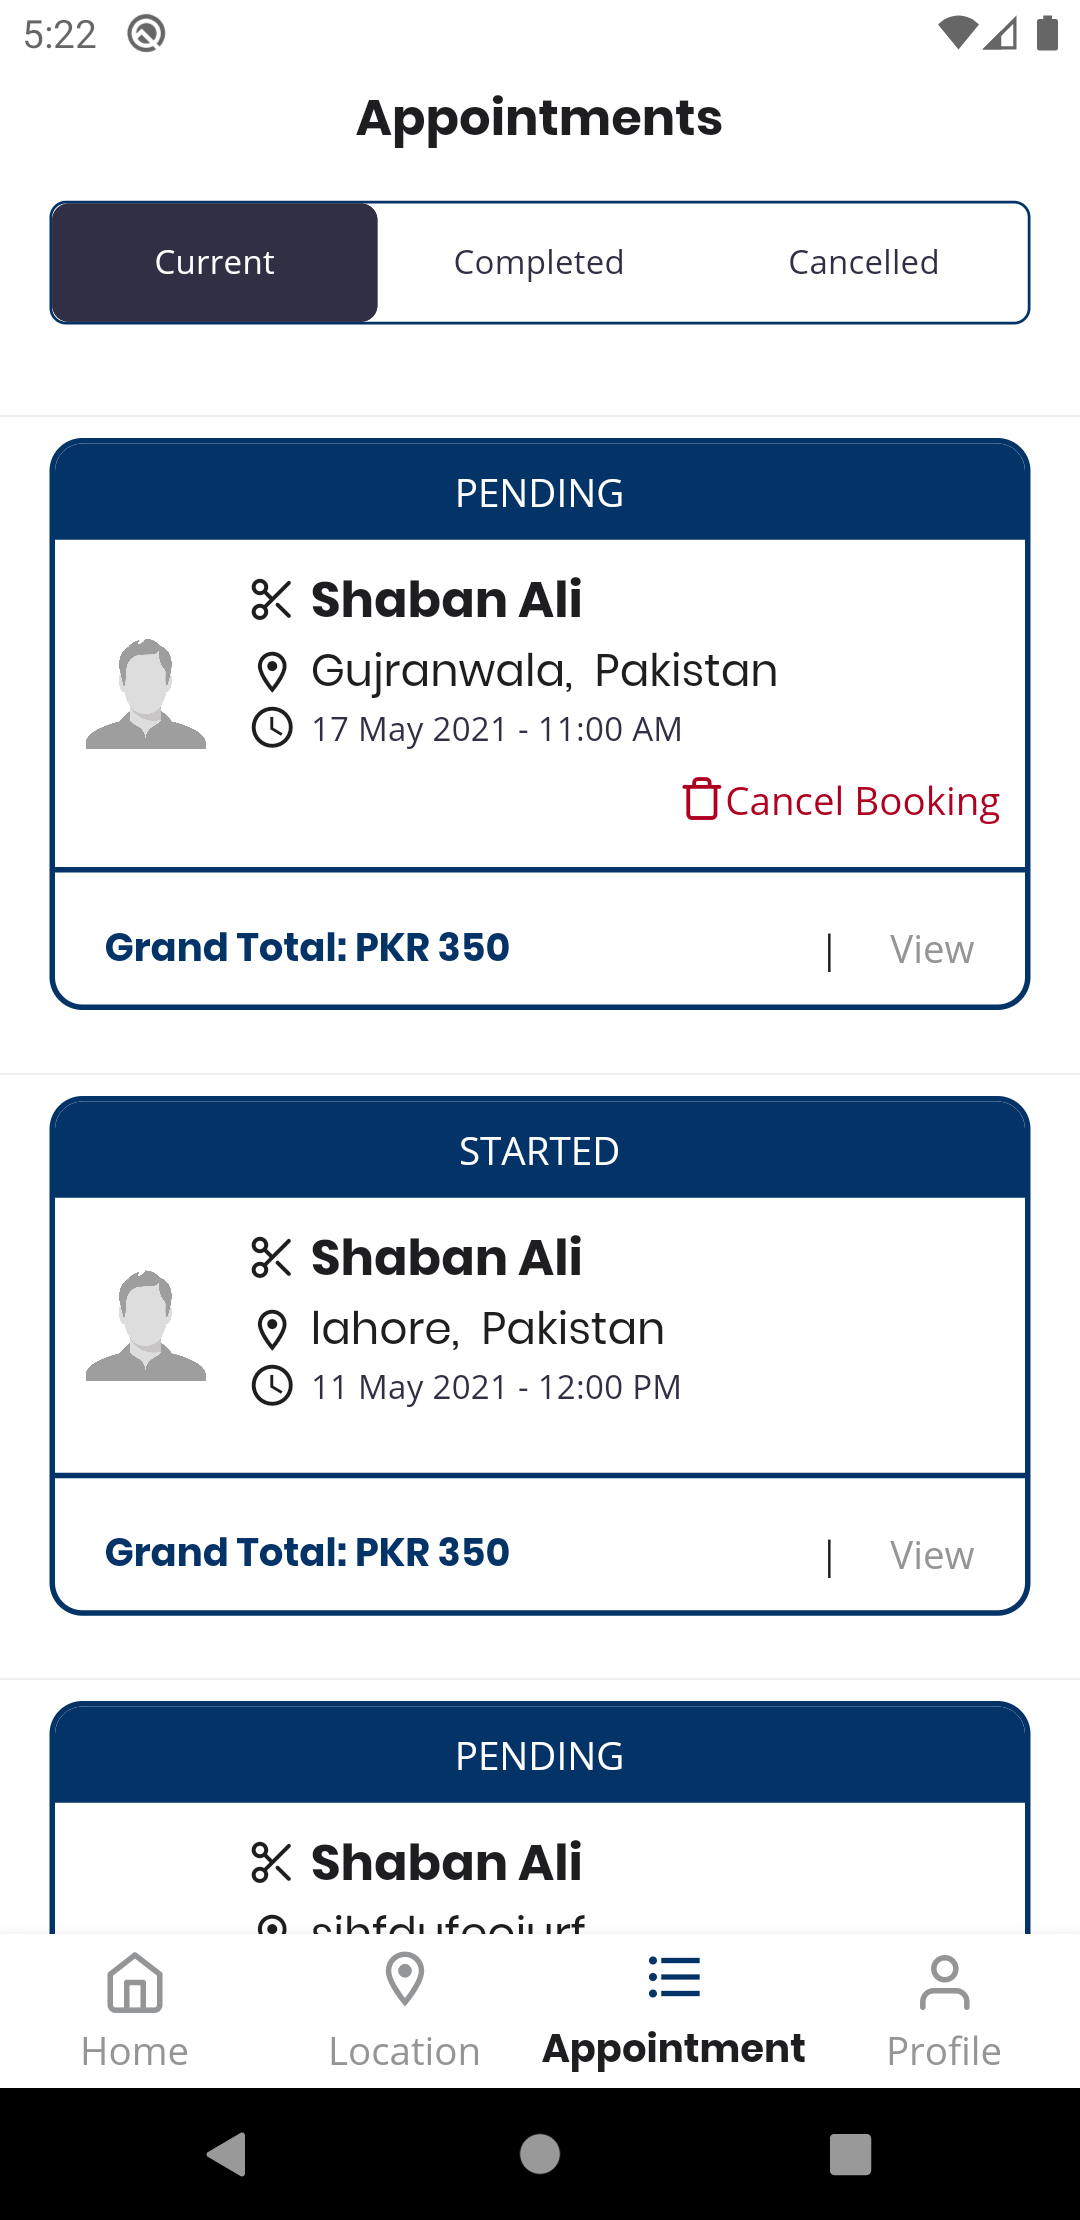 5:22
Appointments
Current Completed Cancelled
PENDING
Shaban Ali
Gujranwala, Pakistan
17 May 2021 - 11:00 AM
Cancel Booking
Grand Total: PKR 350 | View
STARTED
Shaban Ali
lahore, Pakistan
11 May 2021 - 12:00 PM
Grand Total: PKR 350 | View
PENDING
Shaban Ali
Home Location Appointment Profile